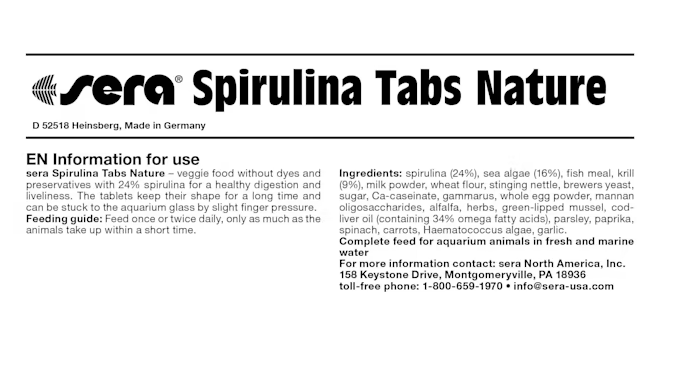 sera® Spirulina Tabs Nature
D 52518 Heinsberg, Made in Germany
EN Information for use
sera Spirulina Tabs Nature – veggie food without dyes and
preservatives with 24% spirulina for a healthy digestion and
liveliness. The tablets keep their shape for a long time and
can be stuck to the aquarium glass by slight finger pressure.
Feeding guide: Feed once or twice daily, only as much as the
animals take up within a short time.
Ingredients: spirulina (24%), sea algae (16%), fish meal, krill
(9%), milk powder, wheat flour, stinging nettle, brewers yeast,
sugar, Ca-caseinate, gammarus, whole egg powder, mannan
oligosaccharides, alfalfa, herbs, green-lipped mussel, cod-
liver oil (containing 34% omega fatty acids), parsley, paprika,
spinach, carrots, Haematococcus algae, garlic.
Complete feed for aquarium animals in fresh and marine
water
For more information contact: sera North America, Inc.
158 Keystone Drive, Montgomeryville, PA 18936
toll-free phone: 1-800-659-1970 • info@sera-usa.com